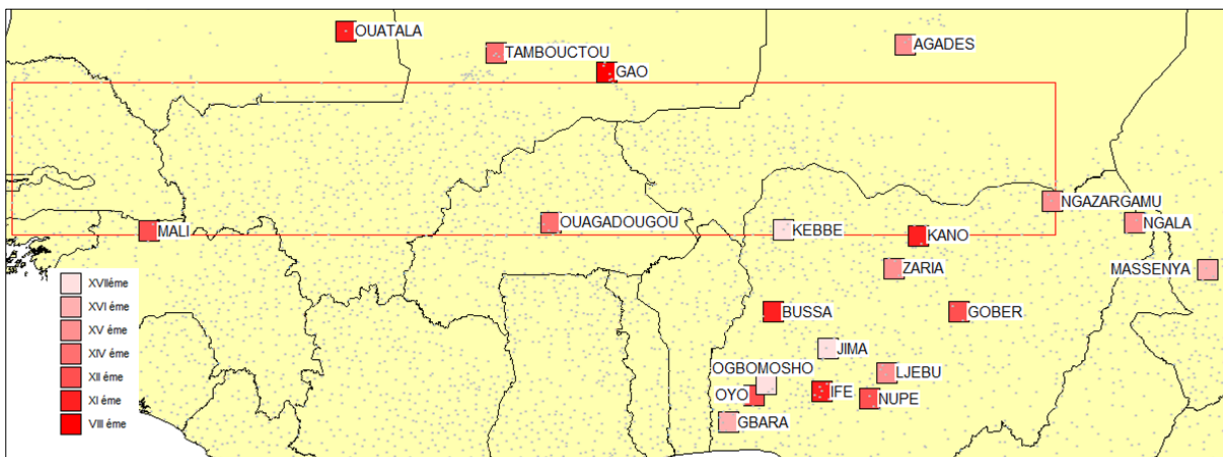 OUATALA
TAMBOUCTOU
AGADES
GAO
NGAZARGAMU
MALI
OUAGADOUGOU
KEBBE
KANO
NGALA
ZARIA
MASSENYA
BUSSA
GOBER
JIMA
OGBOMOSHO
LJEBU
OYO
IFE
NUPE
GBARA
XVIIéme
XVI éme
XV éme
XIV éme
XII éme
XI éme
VIII éme